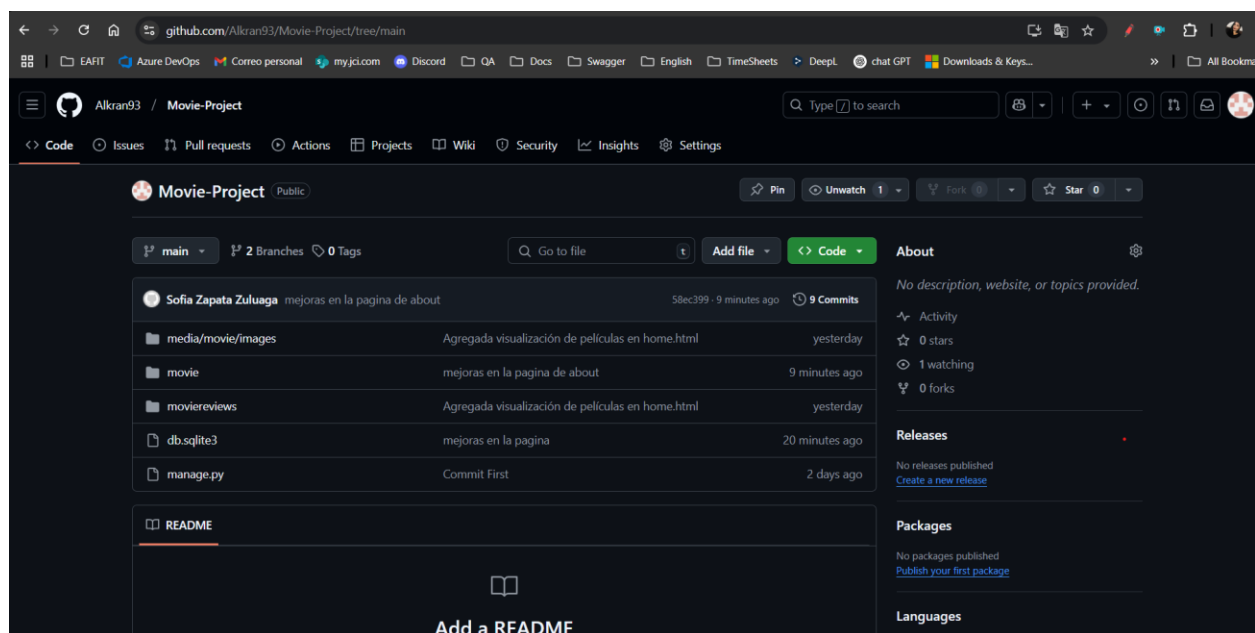 github.com/Alkran93/Movie-Project/tree/main
EAFIT Azure DevOps Correo personal my.jci.com Discord QA Docs Swagger English TimeSheets DeepL chat GPT Downloads & Keys... » All Bookma
Alkran93 / Movie-Project Type / to search
Code Issues Pull requests Actions Projects Wiki Security Insights Settings
Movie-Project Public Pin Unwatch 1 Fork 0 Star 0
main 2 Branches 0 Tags Go to file t Add file <> Code About
No description, website, or topics provided.
Sofia Zapata Zuluaga mejoras en la pagina de about 58ec399 · 9 minutes ago 9 Commits
Activity
media/movie/images Agregada visualización de películas en home.html yesterday
0 stars
movie mejoras en la pagina de about 9 minutes ago
1 watching
0 forks
moviereviews Agregada visualización de películas en home.html yesterday
db.sqlite3 mejoras en la pagina 20 minutes ago
Releases
manage.py Commit First 2 days ago
No releases published
Create a new release
README
Packages
No packages published
Publish your first package
Add a README
Languages